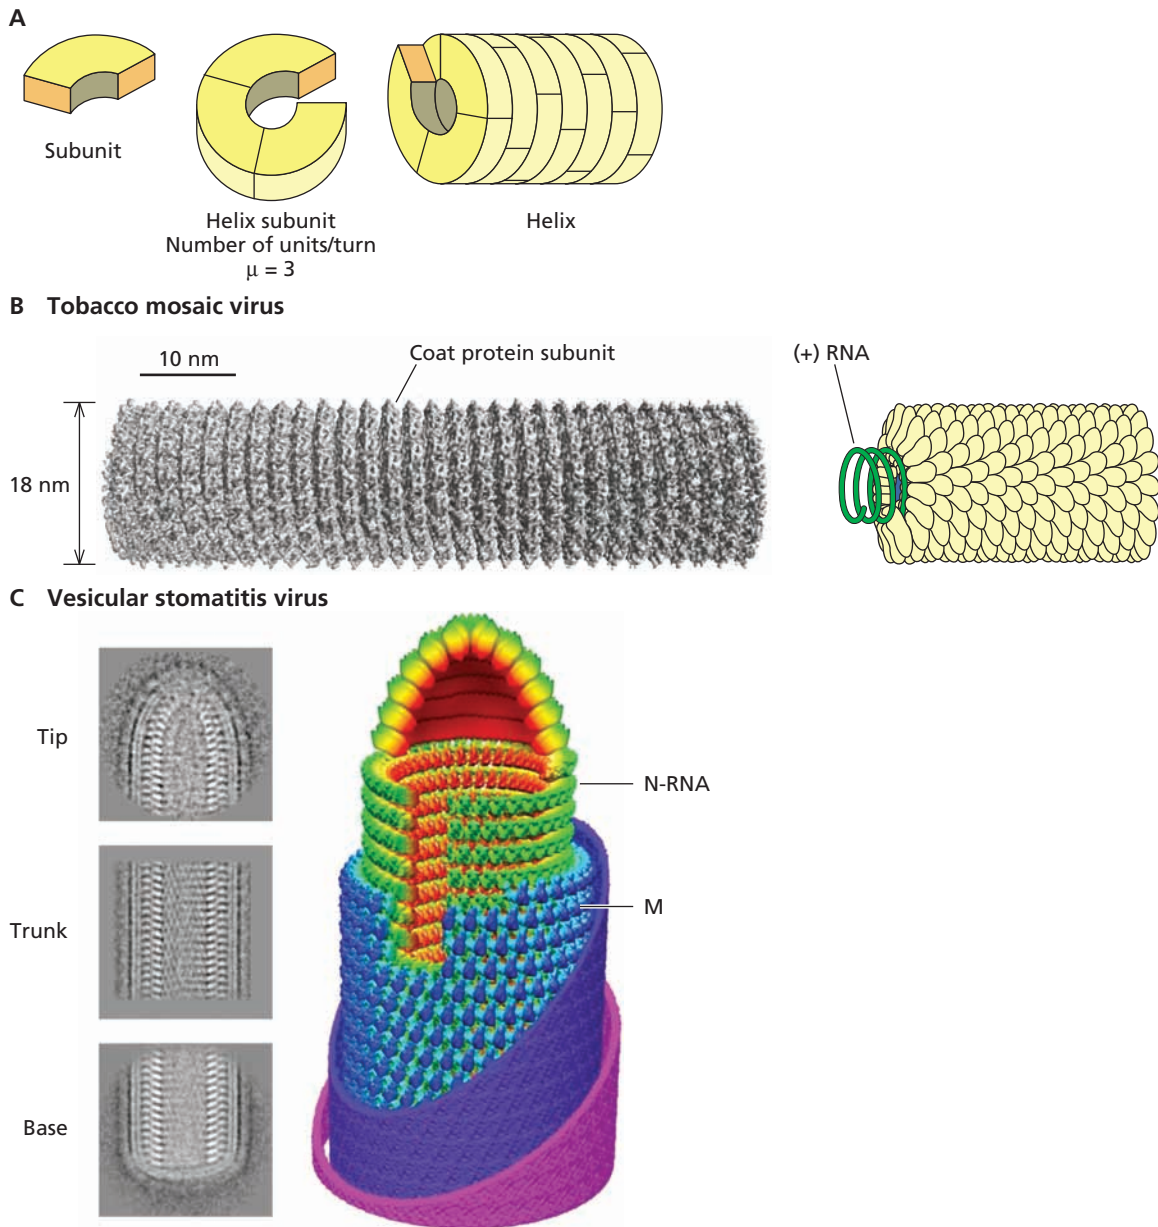 A
Subunit
Helix subunit
Number of units/turn
μ = 3
Helix
B Tobacco mosaic virus
10 nm
Coat protein subunit
(+) RNA
18 nm
C Vesicular stomatitis virus
Tip
N-RNA
M
Trunk
Base